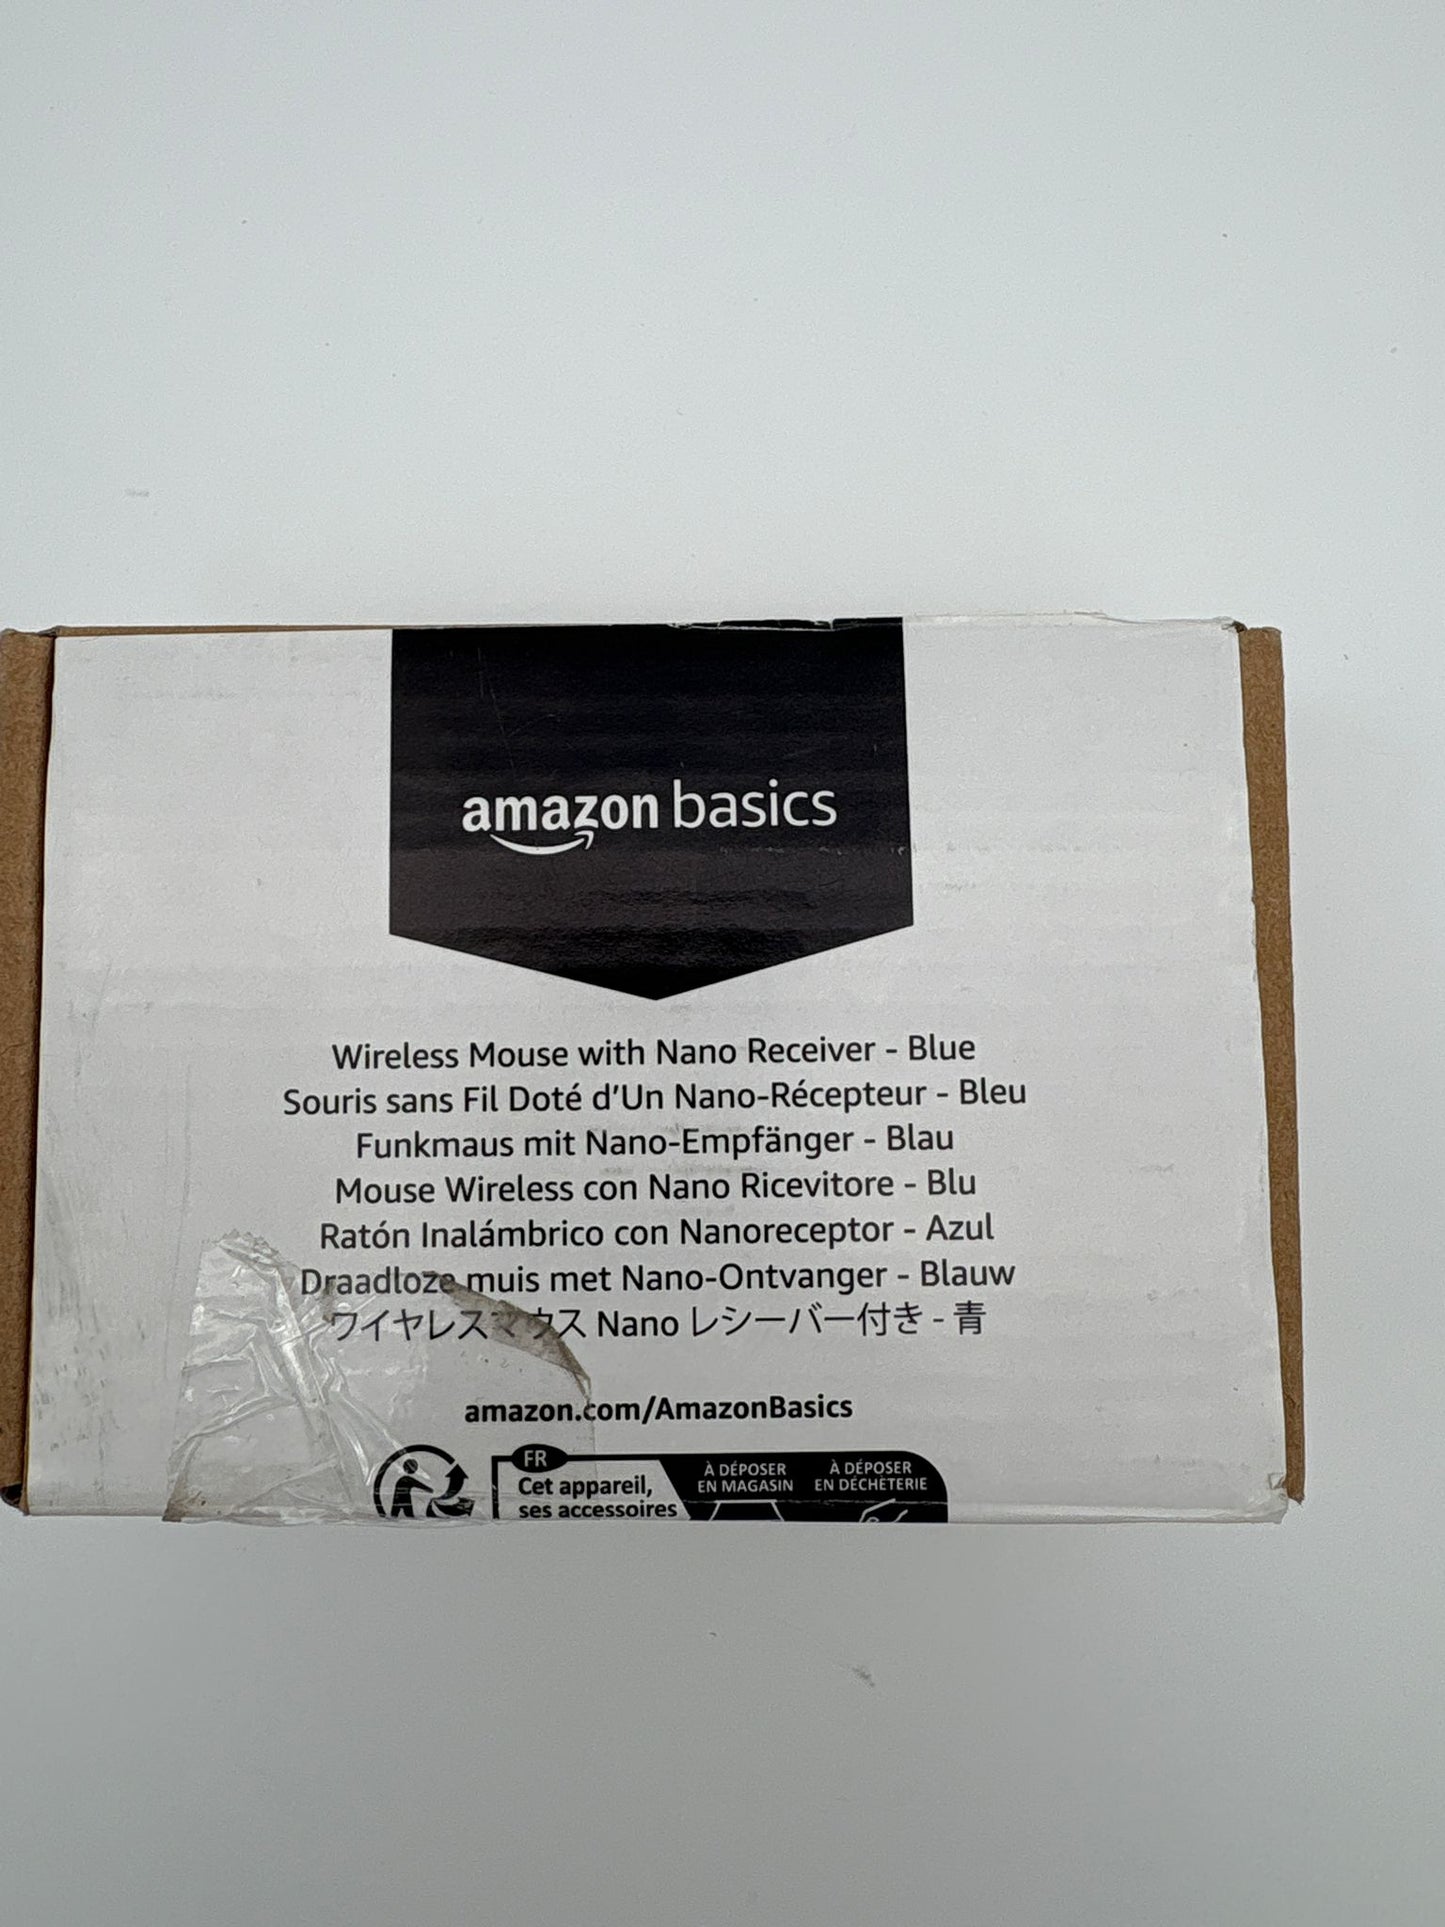 amazon basics
Wireless Mouse with Nano Receiver - Blue
Souris sans Fil Doté d'Un Nano-Récepteur - Bleu
Funkmaus mit Nano-Empfänger - Blau
Mouse Wireless con Nano Ricevitore - Blu
Ratón Inalámbrico con Nanoreceptor - Azul
Draadloze muis met Nano-Ontvanger - Blauw
ワイヤレスマウス Nano レシーバー付き - 青
amazon.com/AmazonBasics
FR
Cet appareil,
ses accessoires
À DÉPOSER
EN MAGASIN
À DÉPOSER
EN DÉCHÈTERIE